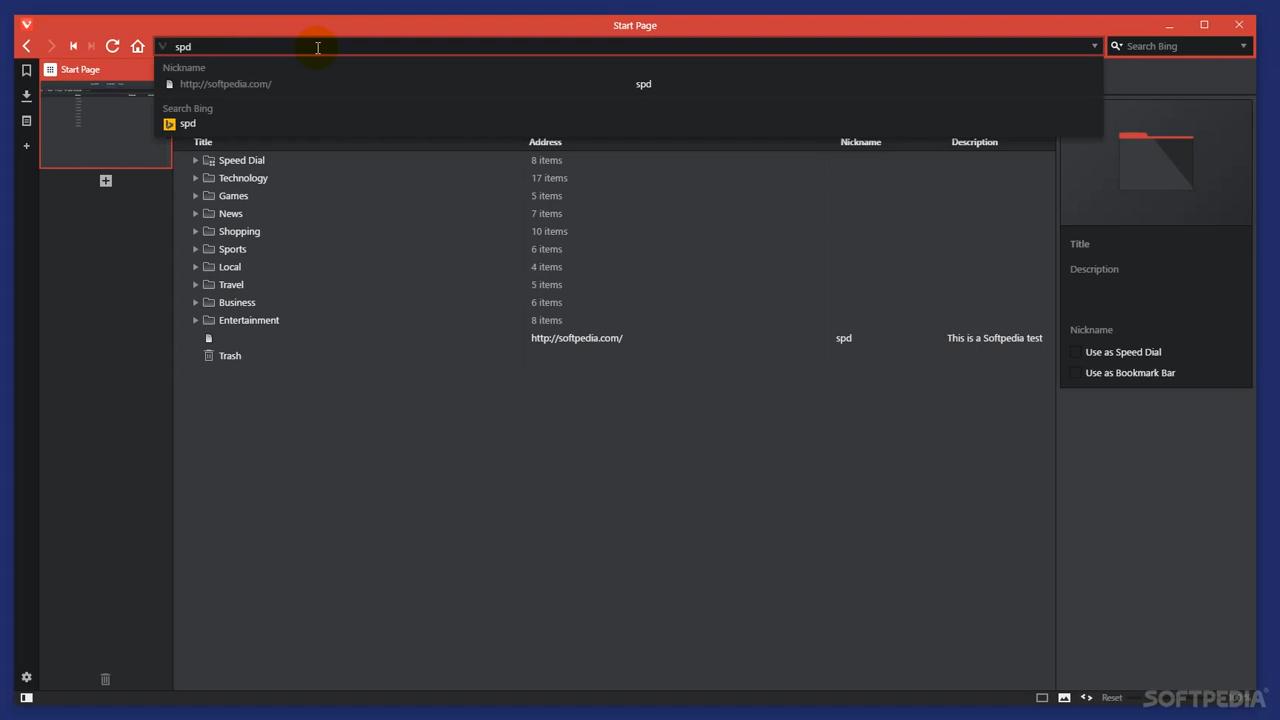 Start Page
spd
Search Bing
Start Page
Nickname
http://softpedia.com/ spd
Search Bing
spd
Title Address Nickname Description
Speed Dial 8 items
Technology 17 items
Games 5 items
News 7 items
Shopping 10 items
Sports 6 items
Local 4 items
Travel 5 items
Business 6 items
Entertainment 8 items
http://softpedia.com/ spd This is a Softpedia test
Trash
Title
Description
Nickname
Use as Speed Dial
Use as Bookmark Bar
Reset
SOFTPEDIA®